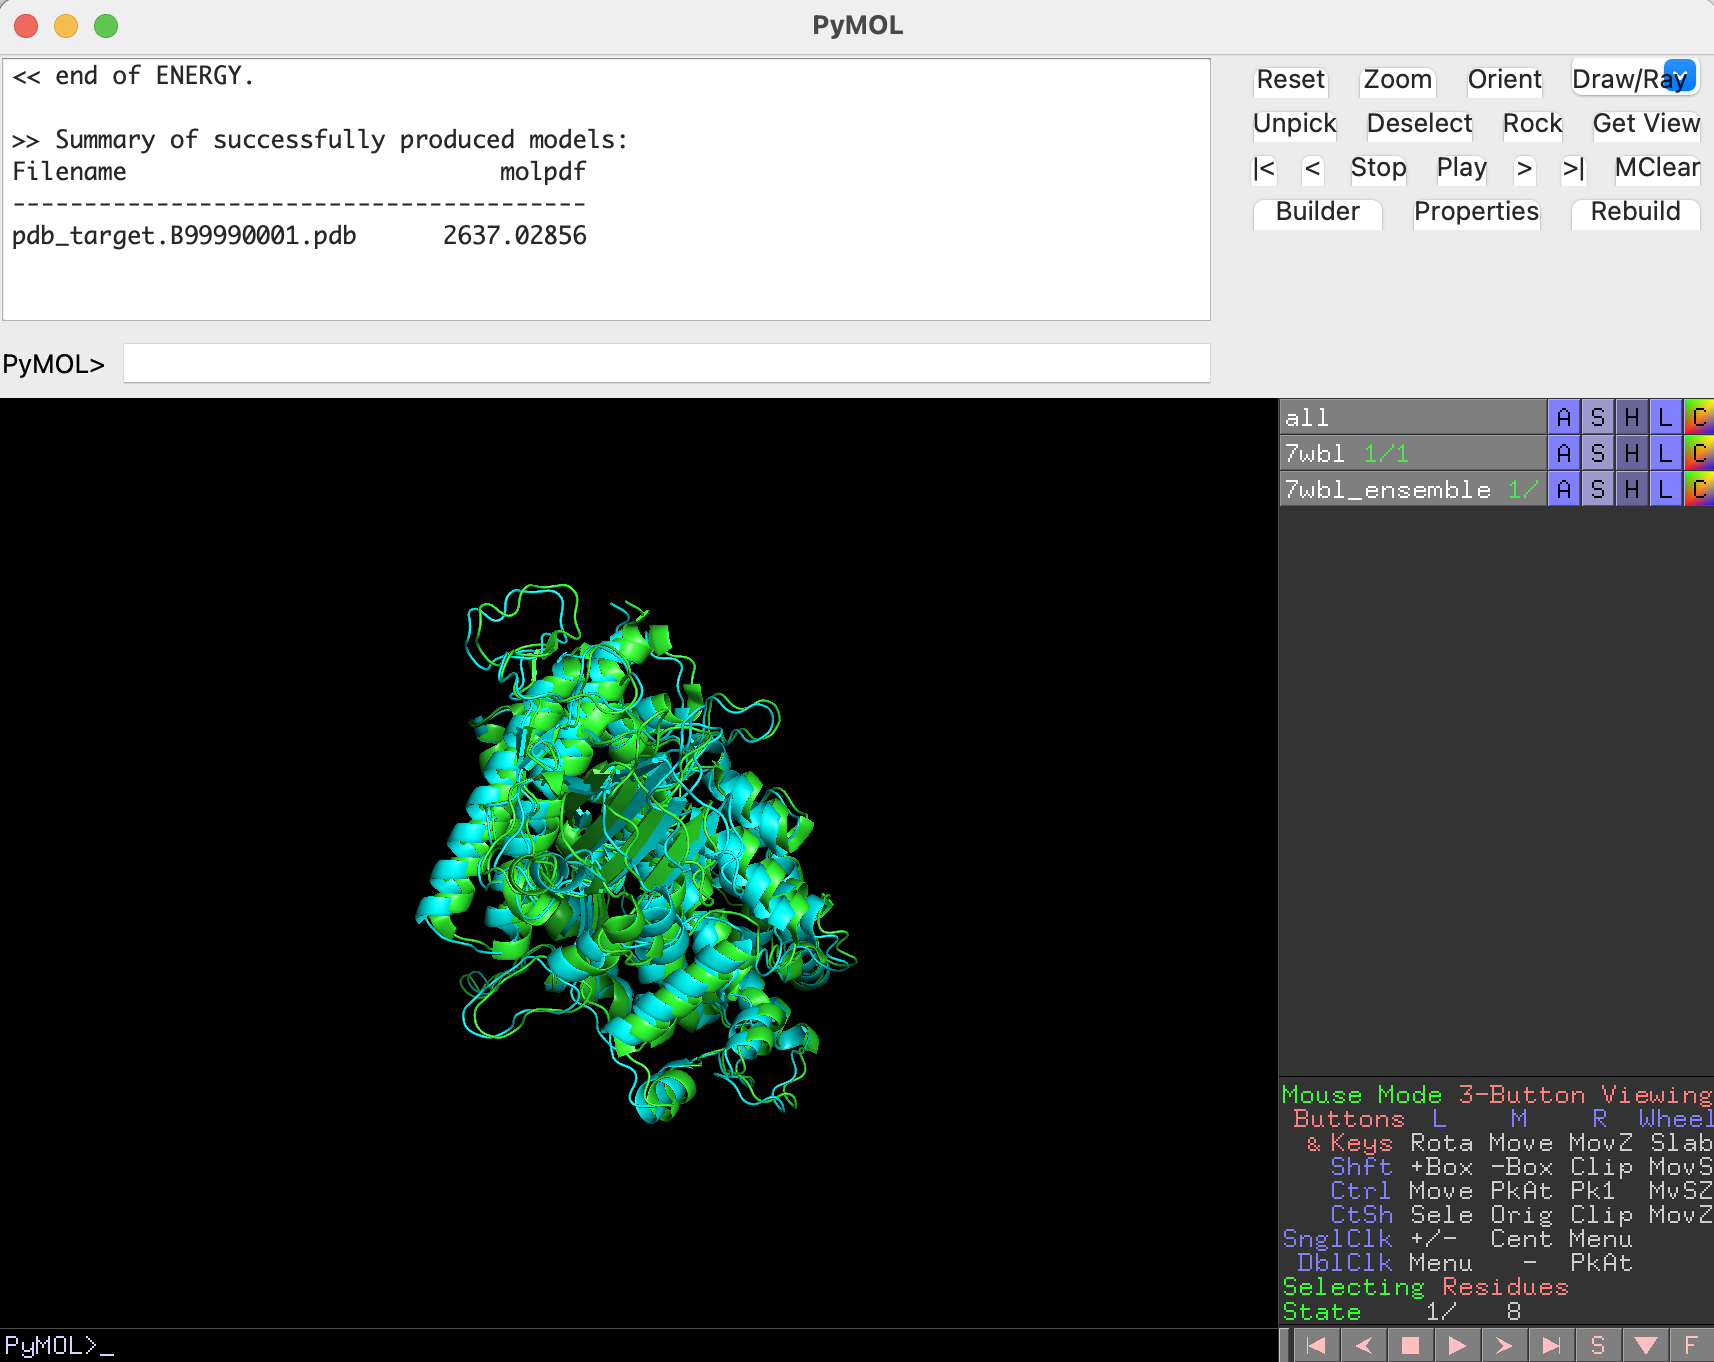 PyMOL
<< end of ENERGY.
>> Summary of successfully produced models:
Filename                          molpdf
----------------------------------------
pdb_target.B99990001.pdb      2637.02856
Reset Zoom Orient Draw/Ray
Unpick Deselect Rock Get View
|< < Stop Play > >| MClear
Builder Properties Rebuild
PyMOL>
all A S H L C
7wbl 1/1 A S H L C
7wbl_ensemble 1/ A S H L C
Mouse Mode 3-Button Viewing
Buttons L M R Wheel
& Keys Rota Move MovZ Slab
Shft +Box -Box Clip MovS
Ctrl Move PkAt Pk1 MvSZ
CtSh Sele Orig Clip MovZ
SnglClk +/- Cent Menu
DblClk Menu - PkAt
Selecting Residues
State 1/ 8
PyMOL>_
S F